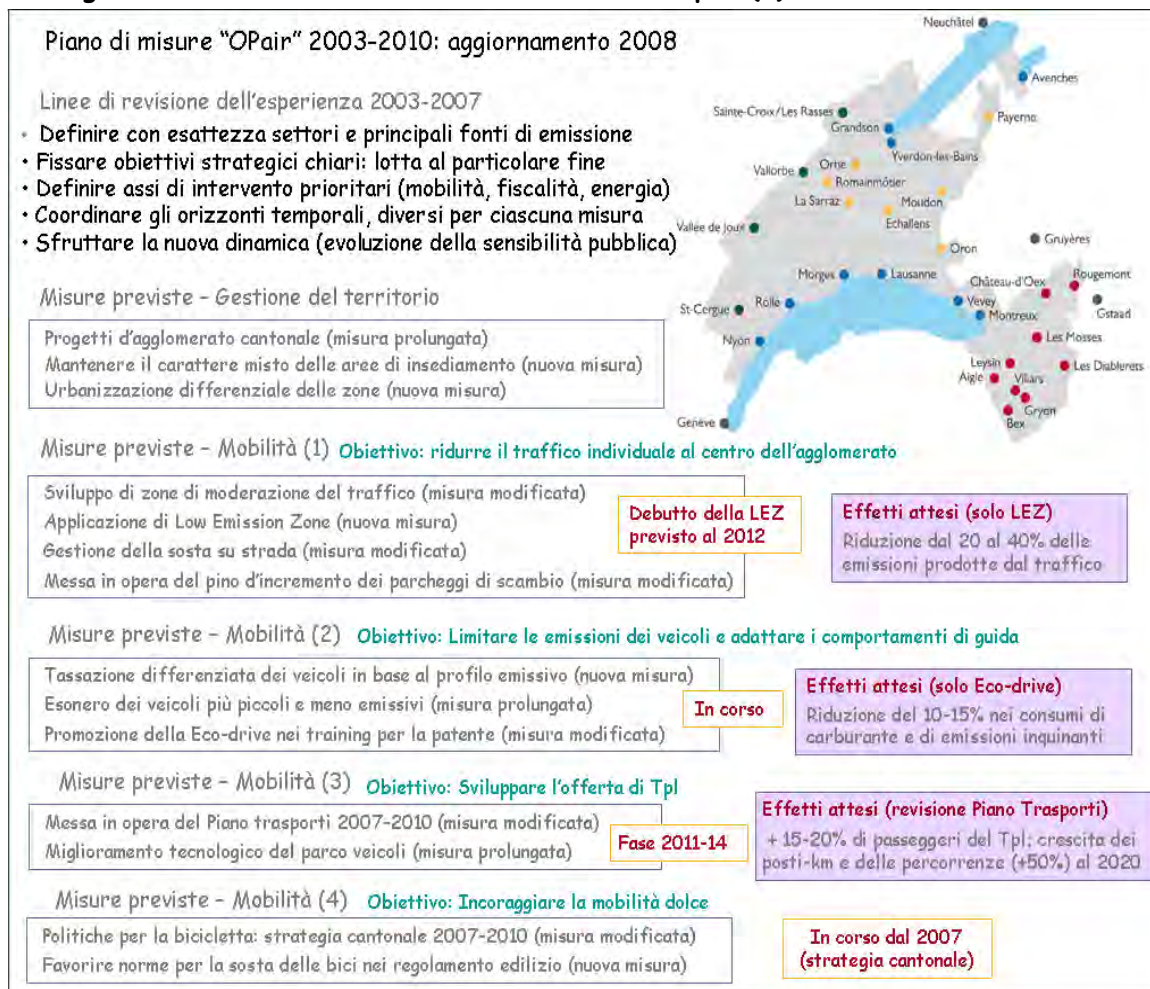 Piano di misure “OPair” 2003-2010: aggiornamento 2008
Linee di revisione dell'esperienza 2003-2007
• Definire con esattezza settori e principali fonti di emissione
• Fissare obiettivi strategici chiari: lotta al particolare fine
• Definire assi di intervento prioritari (mobilità, fiscalità, energia)
• Coordinare gli orizzonti temporali, diversi per ciascuna misura
• Sfruttare la nuova dinamica (evoluzione della sensibilità pubblica)
Neuchâtel
Avenches
Sainte-Croix/Les Rasses
Payerne
Grandson
Yverdon-les-Bains
Vallorbe
Orbe
Romainmôtier
La Sarraz
Moudon
Echallens
Vallée de Joux
Gruyères
Oron
Morges
Lausanne
Château-d'Oex
Rougemont
St-Cergue
Rolle
Vevey
Gstaad
Montreux
Nyon
Les Mosses
Leysin
Les Diablerets
Aigle
Villars
Gryon
Bex
Genève
Misure previste – Gestione del territorio
Progetti d'agglomerato cantonale (misura prolungata)
Mantenere il carattere misto delle aree di insediamento (nuova misura)
Urbanizzazione differenziale delle zone (nuova misura)
Misure previste – Mobilità (1) Obiettivo: ridurre il traffico individuale al centro dell'agglomerato
Sviluppo di zone di moderazione del traffico (misura modificata)
Applicazione di Low Emission Zone (nuova misura)
Gestione della sosta su strada (misura modificata)
Messa in opera del pino d'incremento dei parcheggi di scambio (misura modificata)
Debutto della LEZ
previsto al 2012
Effetti attesi (solo LEZ)
Riduzione dal 20 al 40% delle
emissioni prodotte dal traffico
Misure previste – Mobilità (2) Obiettivo: Limitare le emissioni dei veicoli e adattare i comportamenti di guida
Tassazione differenziata dei veicoli in base al profilo emissivo (nuova misura)
Esonero dei veicoli più piccoli e meno emissivi (misura prolungata)
Promozione della Eco-drive nei training per la patente (misura modificata)
In corso
Effetti attesi (solo Eco-drive)
Riduzione del 10-15% nei consumi di
carburante e di emissioni inquinanti
Misure previste – Mobilità (3) Obiettivo: Sviluppare l'offerta di Tpl
Messa in opera del Piano trasporti 2007-2010 (misura modificata)
Miglioramento tecnologico del parco veicoli (misura prolungata)
Fase 2011-14
Effetti attesi (revisione Piano Trasporti)
+ 15-20% di passeggeri del Tpl; crescita dei
posti-km e delle percorrenze (+50%) al 2020
Misure previste – Mobilità (4) Obiettivo: Incoraggiare la mobilità dolce
Politiche per la bicicletta: strategia cantonale 2007-2010 (misura modificata)
Favorire norme per la sosta delle bici nei regolamento edilizio (nuova misura)
In corso dal 2007
(strategia cantonale)